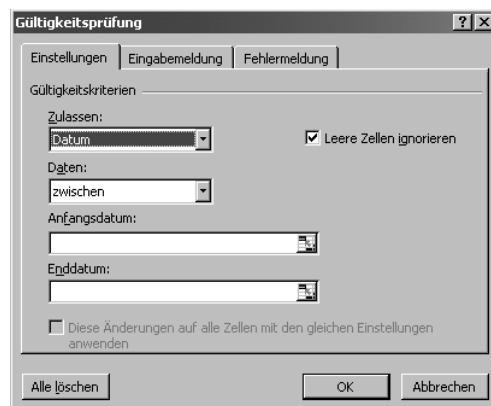 Gültigkeitsprüfung
Einstellungen Eingabemeldung Fehlermeldung
Gültigkeitskriterien
Zulassen:
Datum Leere Zellen ignorieren
Daten:
zwischen
Anfangsdatum:
Enddatum:
Diese Änderungen auf alle Zellen mit den gleichen Einstellungen
anwenden
Alle löschen OK Abbrechen